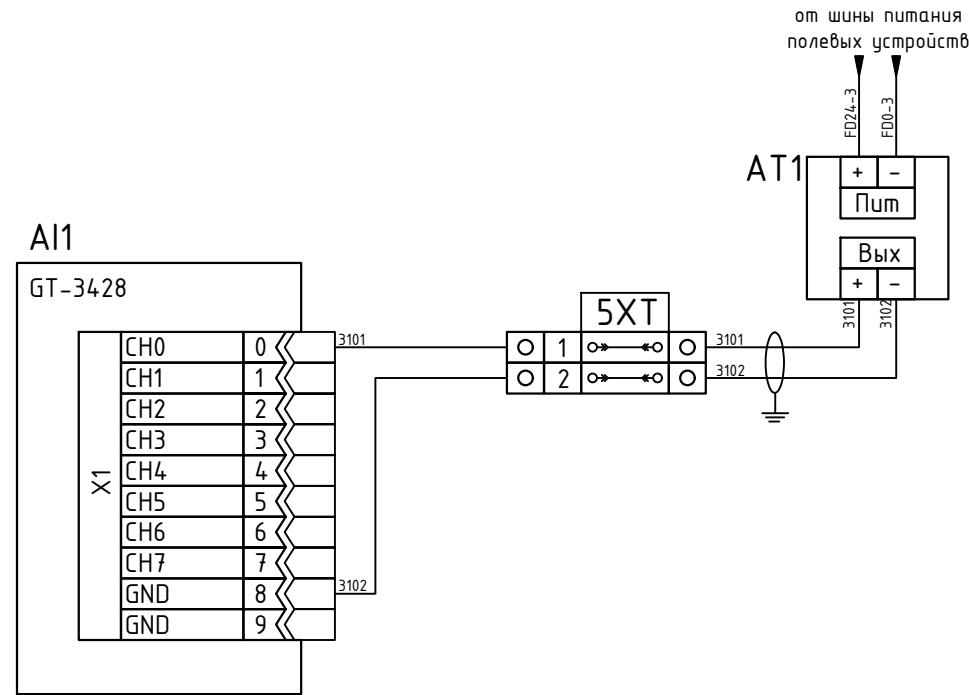 от шины питания
полевых устройств
FD24-3
FD0-3
AT1
+ -
Пит
Вых
+ -
3101
3102
AI1
GT-3428
X1
CH0 0 3101
CH1 1
CH2 2
CH3 3
CH4 4
CH5 5
CH6 6
CH7 7
GND 8 3102
GND 9
5XT
1 3101
2 3102